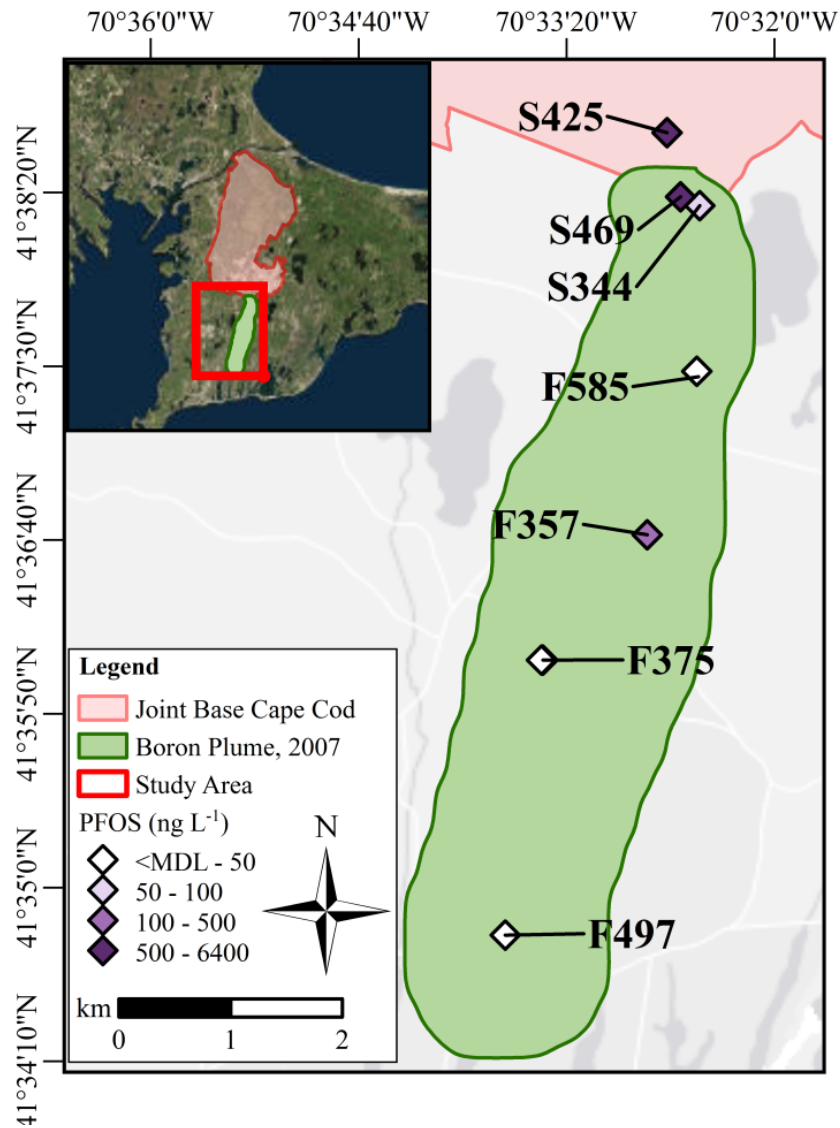 70°36'0"W 70°34'40"W 70°33'20"W 70°32'0"W
41°38'20"N
41°37'30"N
41°36'40"N
41°35'50"N
41°35'0"N
41°34'10"N
S425
S469
S344
F585
F357
F375
F497
Legend
Joint Base Cape Cod
Boron Plume, 2007
Study Area
PFOS (ng L⁻¹)
<MDL - 50
50 - 100
100 - 500
500 - 6400
N
km
0 1 2